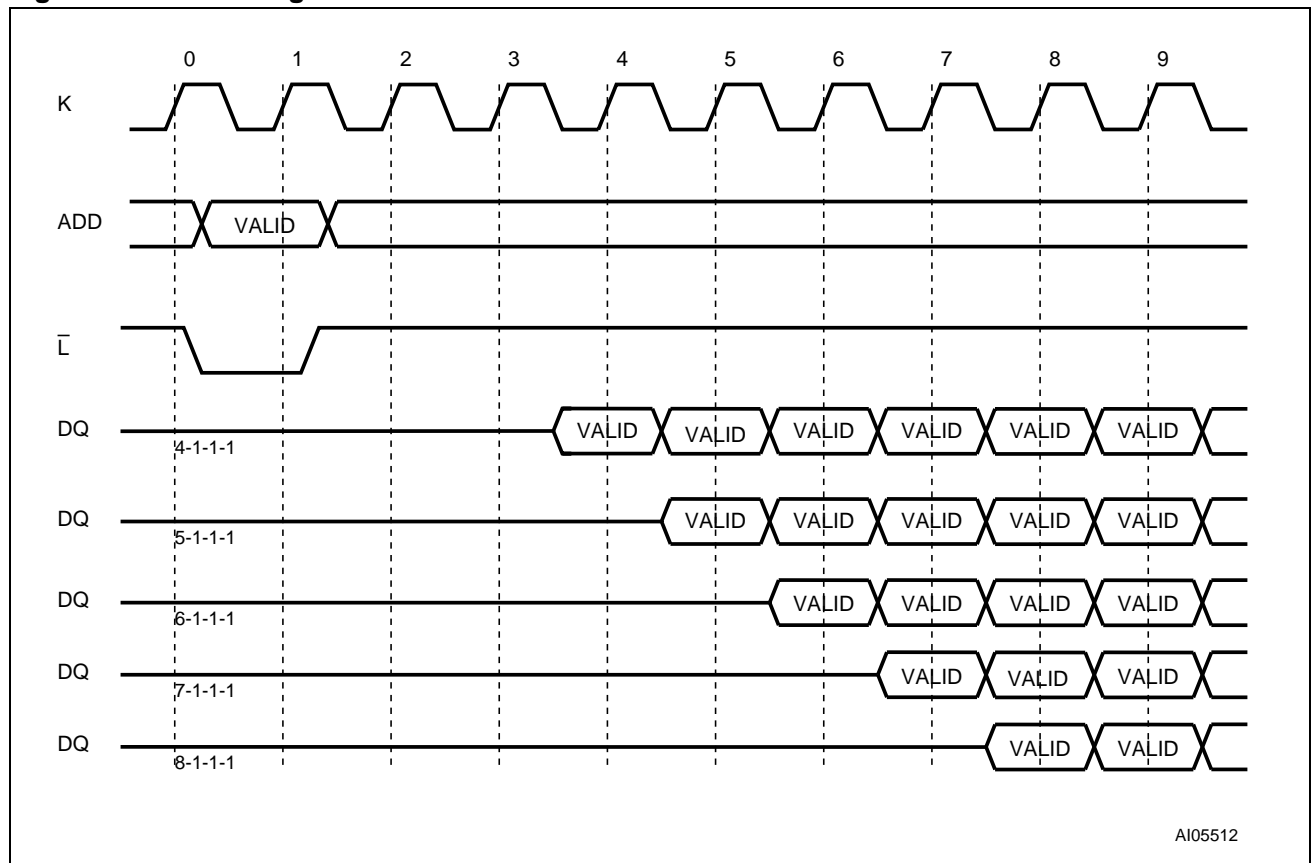 0 1 2 3 4 5 6 7 8 9
K
ADD VALID
L̅
DQ VALID VALID VALID VALID VALID VALID
4-1-1-1
DQ VALID VALID VALID VALID VALID
5-1-1-1
DQ VALID VALID VALID VALID
6-1-1-1
DQ VALID VALID VALID
7-1-1-1
DQ VALID VALID
8-1-1-1
AI05512